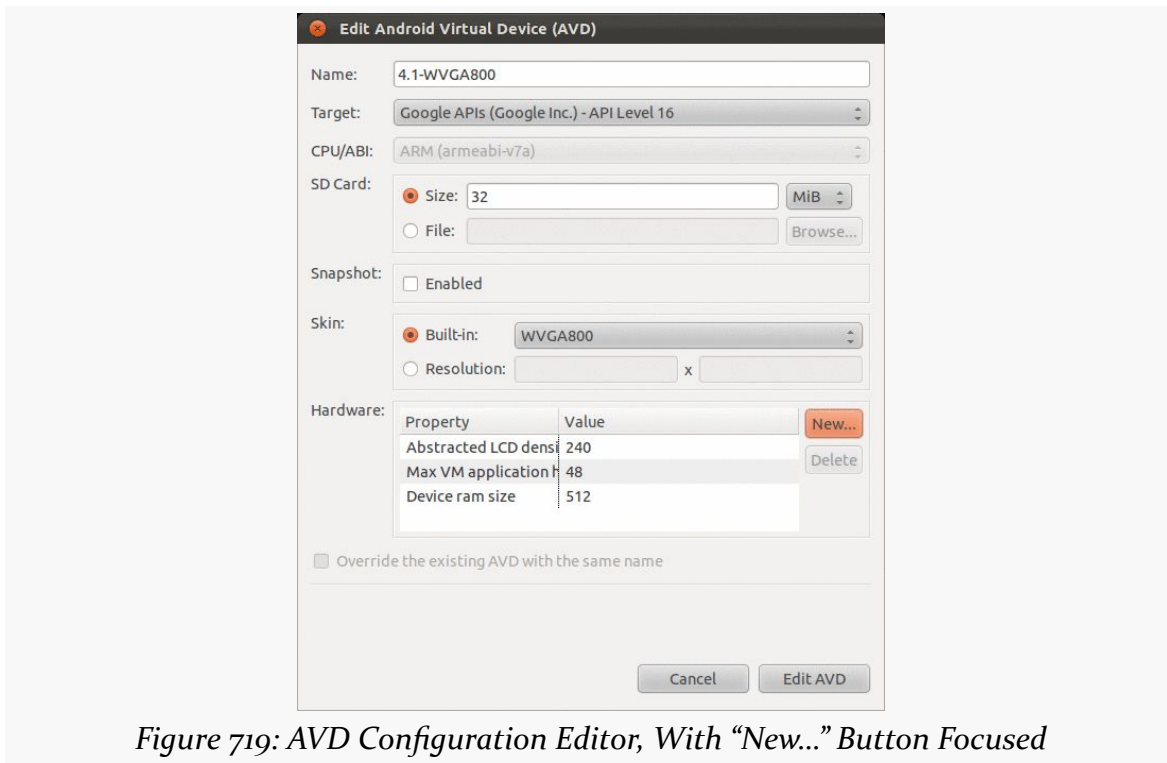 Edit Android Virtual Device (AVD)
Name: 4.1-WVGA800
Target: Google APIs (Google Inc.) - API Level 16
CPU/ABI: ARM (armeabi-v7a)
SD Card:
Size: 32 MiB
File: Browse...
Snapshot:
Enabled
Skin:
Built-in: WVGA800
Resolution: x
Hardware:
Property Value New...
Abstracted LCD densi 240
Delete
Max VM application h 48
Device ram size 512
Override the existing AVD with the same name
Cancel Edit AVD
Figure 719: AVD Configuration Editor, With “New...” Button Focused